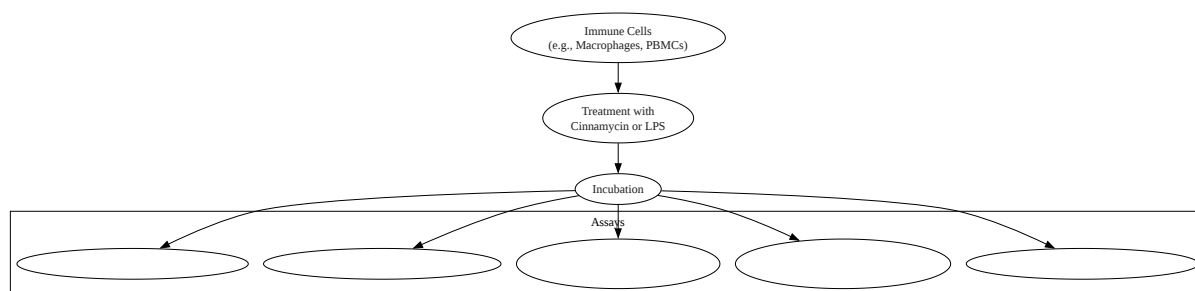 Immune Cells
(e.g., Macrophages, PBMCs)
Treatment with
Cinnamycin or LPS
Incubation
Assays